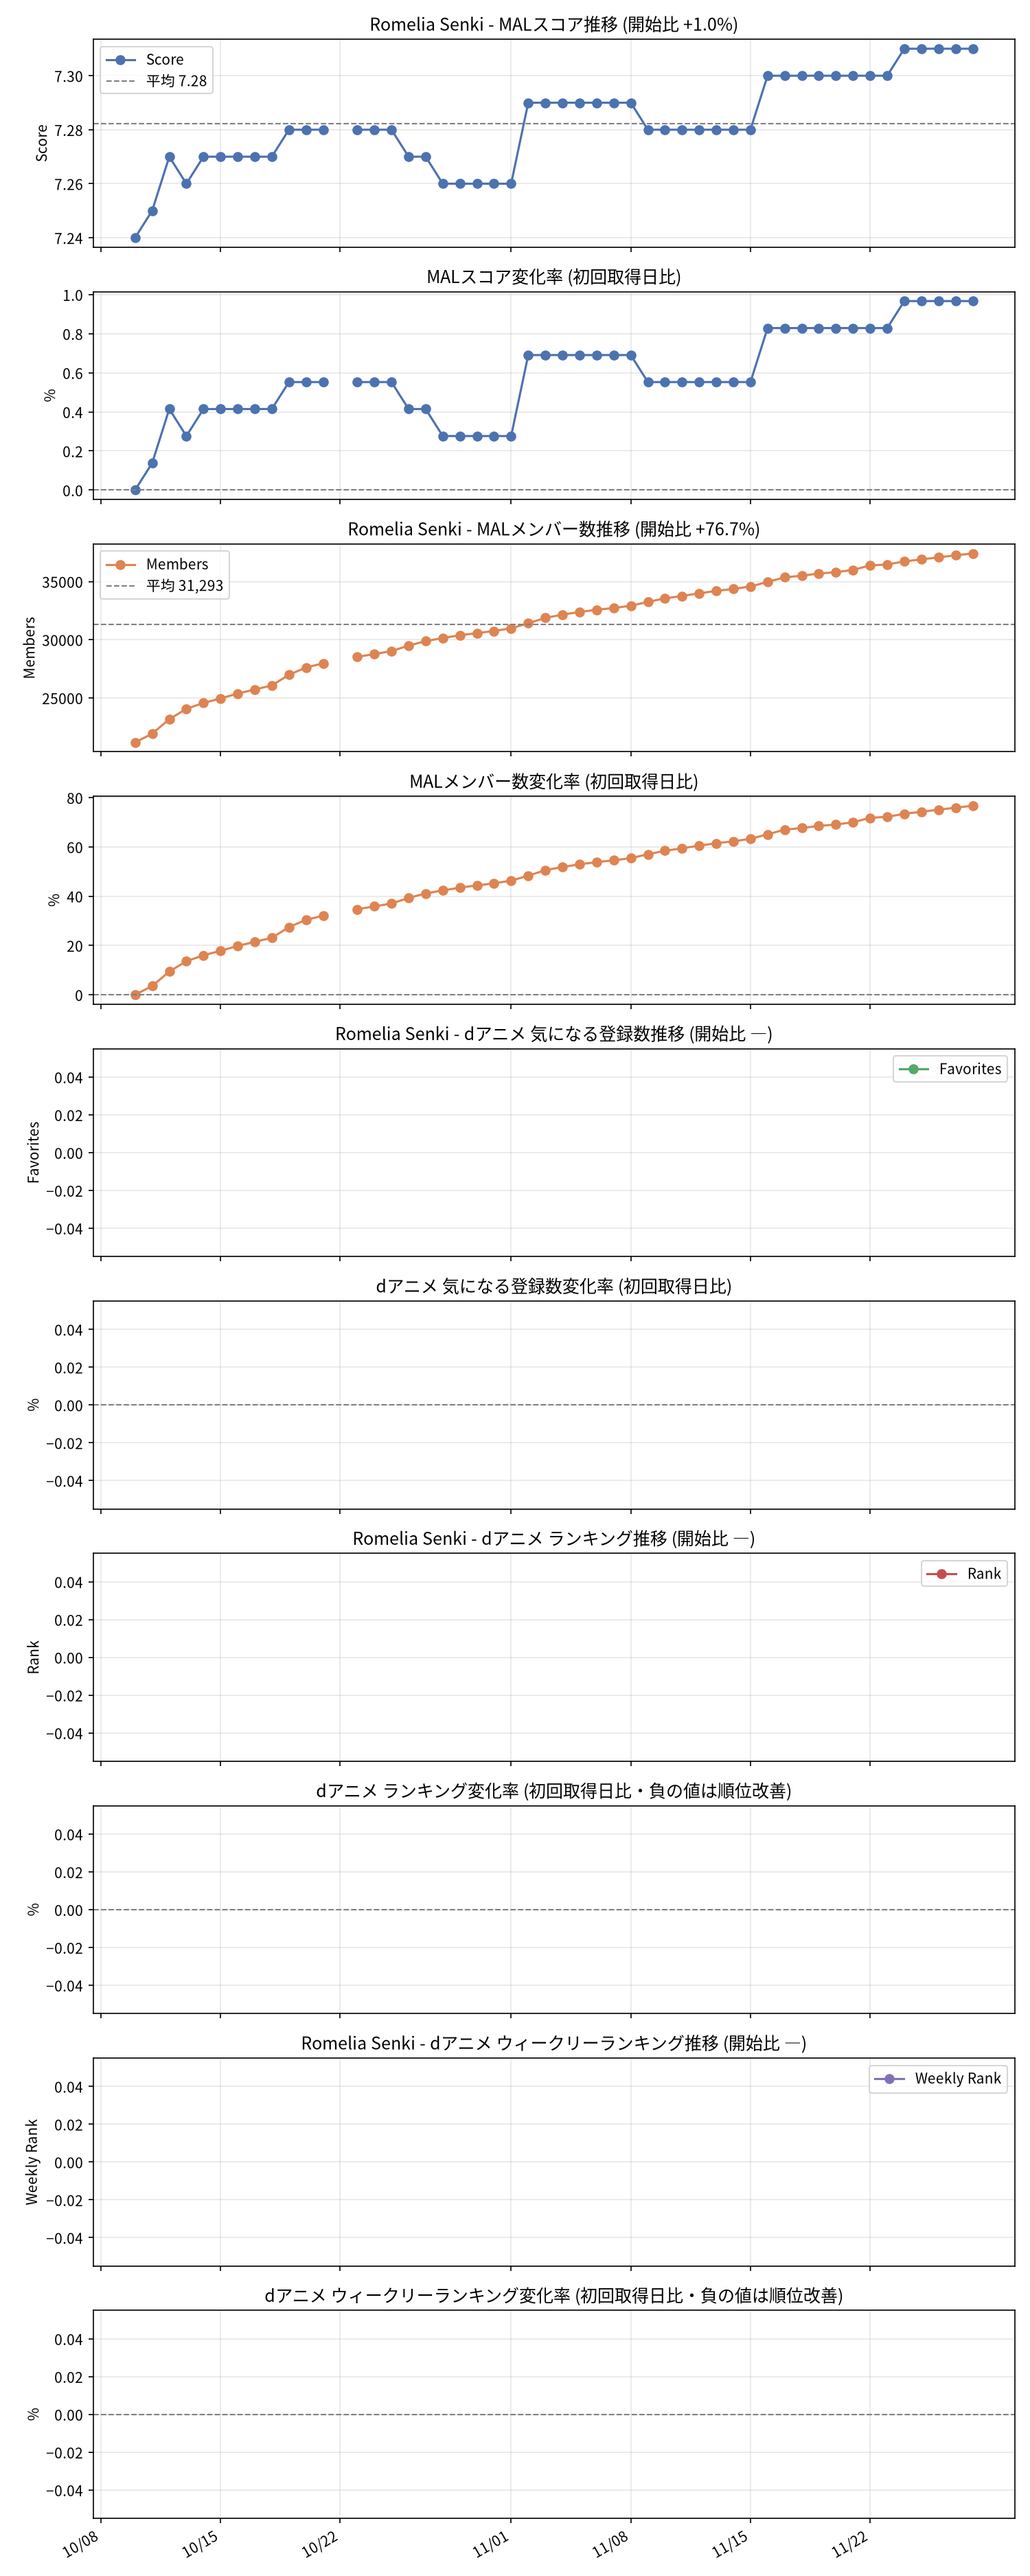 Romelia Senki - MALスコア推移 (開始比 +1.0%)
Score
平均 7.28
7.30
7.28
7.26
7.24
Score
MALスコア変化率 (初回取得日比)
1.0
0.8
0.6
0.4
0.2
0.0
%
Romelia Senki - MALメンバー数推移 (開始比 +76.7%)
Members
平均 31,293
35000
30000
25000
Members
MALメンバー数変化率 (初回取得日比)
80
60
40
20
0
%
Romelia Senki - dアニメ 気になる登録数推移 (開始比 —)
Favorites
0.04
0.02
0.00
−0.02
−0.04
Favorites
dアニメ 気になる登録数変化率 (初回取得日比)
0.04
0.02
0.00
−0.02
−0.04
%
Romelia Senki - dアニメ ランキング推移 (開始比 —)
Rank
0.04
0.02
0.00
−0.02
−0.04
Rank
dアニメ ランキング変化率 (初回取得日比・負の値は順位改善)
0.04
0.02
0.00
−0.02
−0.04
%
Romelia Senki - dアニメ ウィークリーランキング推移 (開始比 —)
Weekly Rank
0.04
0.02
0.00
−0.02
−0.04
Weekly Rank
dアニメ ウィークリーランキング変化率 (初回取得日比・負の値は順位改善)
0.04
0.02
0.00
−0.02
−0.04
%
10/08
10/15
10/22
11/01
11/08
11/15
11/22